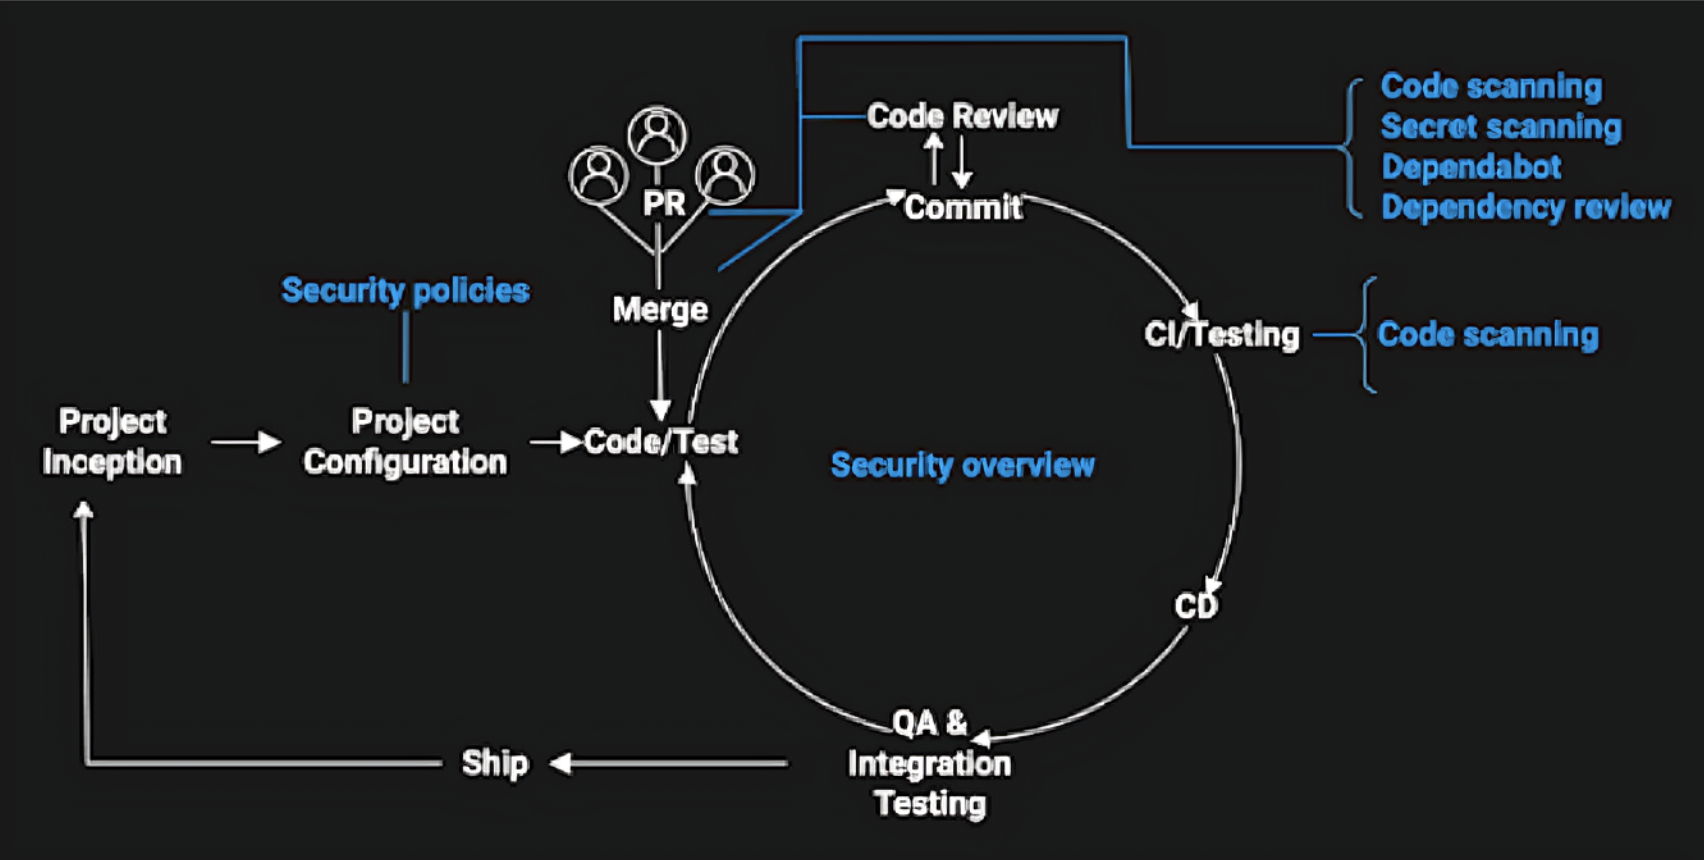 Code Review
Code scanning
Secret scanning
Dependabot
Dependency review
PR
Commit
Security policies
Merge
CI/Testing
Code scanning
Project
Inception
Project
Configuration
Code/Test
Security overview
CD
QA &
Integration
Testing
Ship